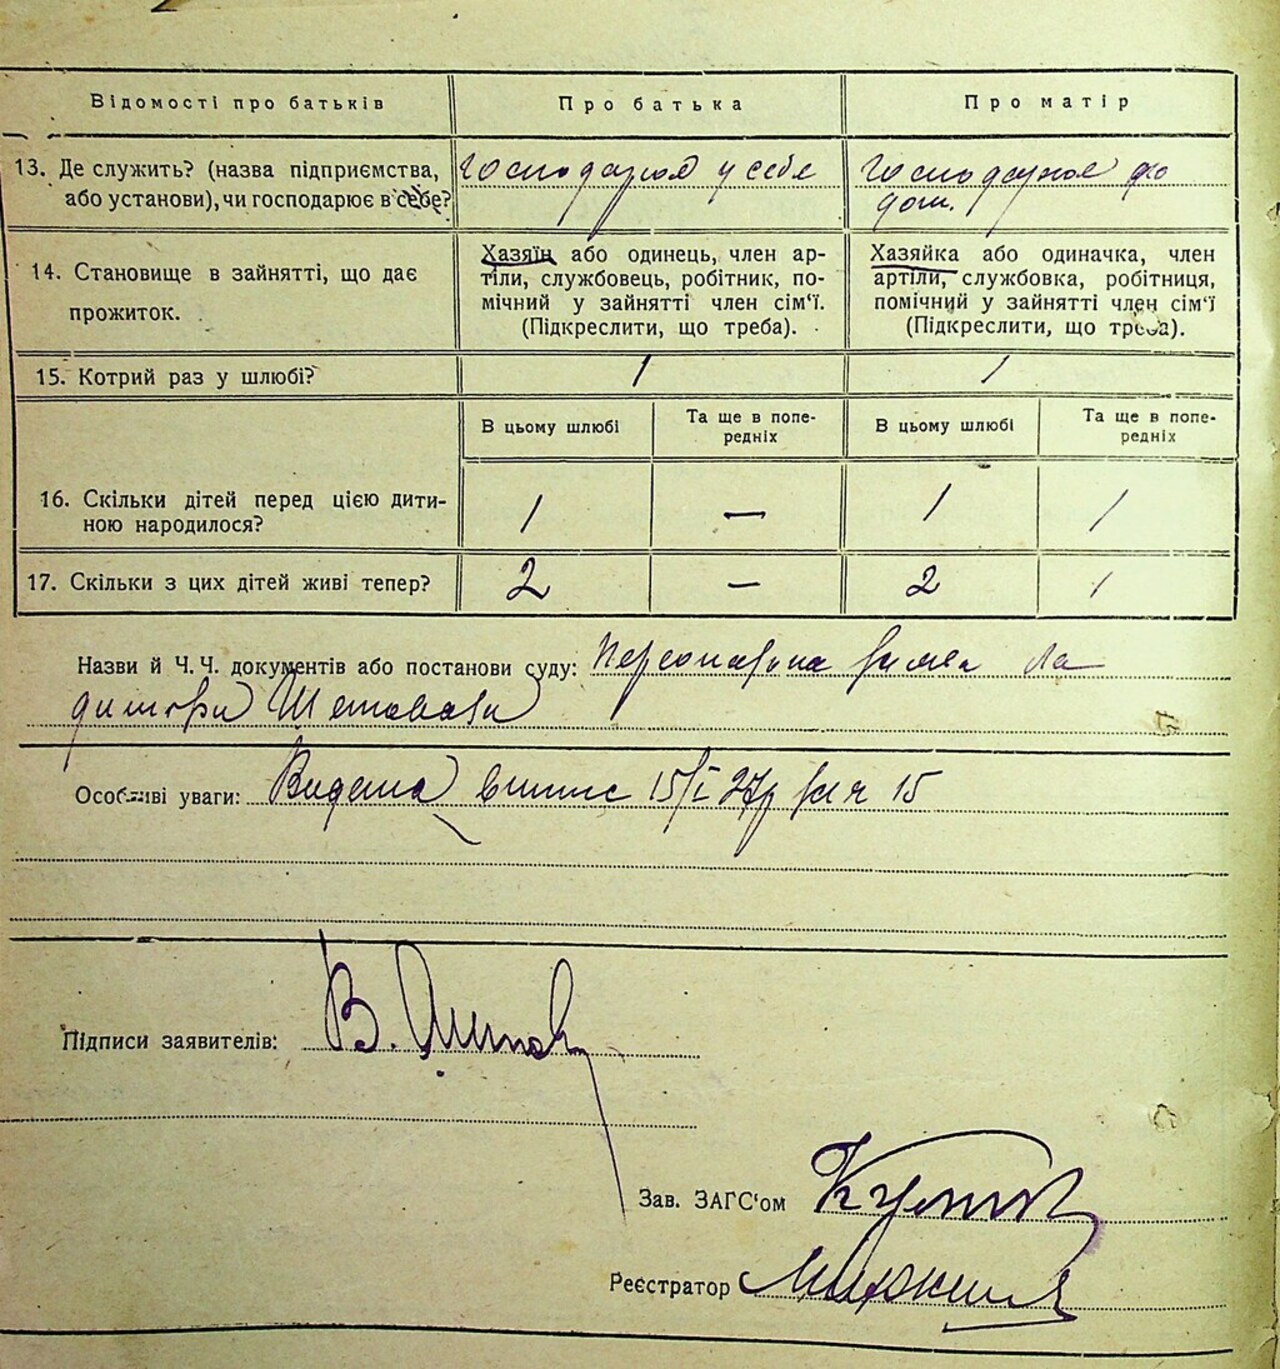 Відомості про батьків
Про батька
Про матір
13. Де служить? (назва підприємства,
або установи), чи господарює в себе?
господарює у себе
господарює по
дом.
14. Становище в зайнятті, що дає
прожиток.
Хазяїн або одинець, член ар-
тіли, службовець, робітник, по-
мічний у зайнятті член сім‘ї.
(Підкреслити, що треба).
Хазяйка або одиначка, член
артіли, службовка, робітниця,
помічний у зайнятті член сім‘ї
(Підкреслити, що треба).
15. Котрий раз у шлюбі?
1
1
В цьому шлюбі
Та ще в попе-
редніх
В цьому шлюбі
Та ще в попе-
редніх
16. Скільки дітей перед цією дити-
ною народилося?
1
—
1
1
17. Скільки з цих дітей живі тепер?
2
—
2
1
Назви й Ч. Ч. документів або постанови суду:
Особливі уваги: 15/I 27р 15
Підписи заявителів: В.
Зав. ЗАГС‘ом
Реєстратор